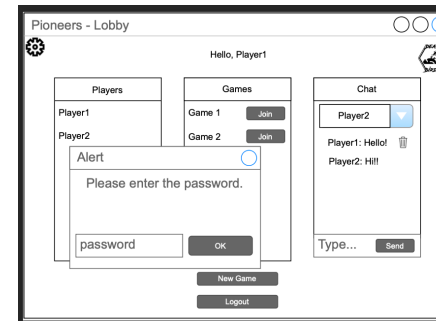 Pioneers - Lobby
Hello, Player1
Players
Player1
Player2
Games
Game 1 Join
Game 2 Join
Chat
Player2
Player1: Hello!
Player2: Hi!!
Type... Send
Alert
Please enter the password.
password OK
New Game
Logout